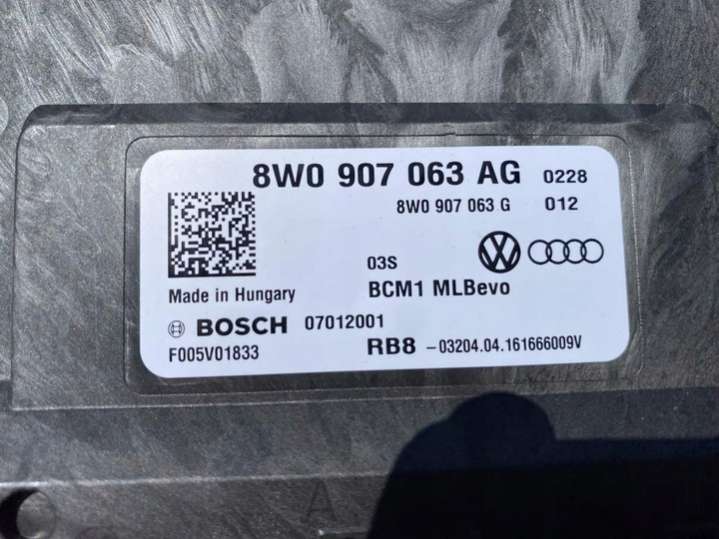 8W0 907 063 AG 0228
8W0 907 063 G 012
03S
BCM1 MLBevo
Made in Hungary
BOSCH 07012001
F005V01833
RB8 -03204.04.161666009V
A